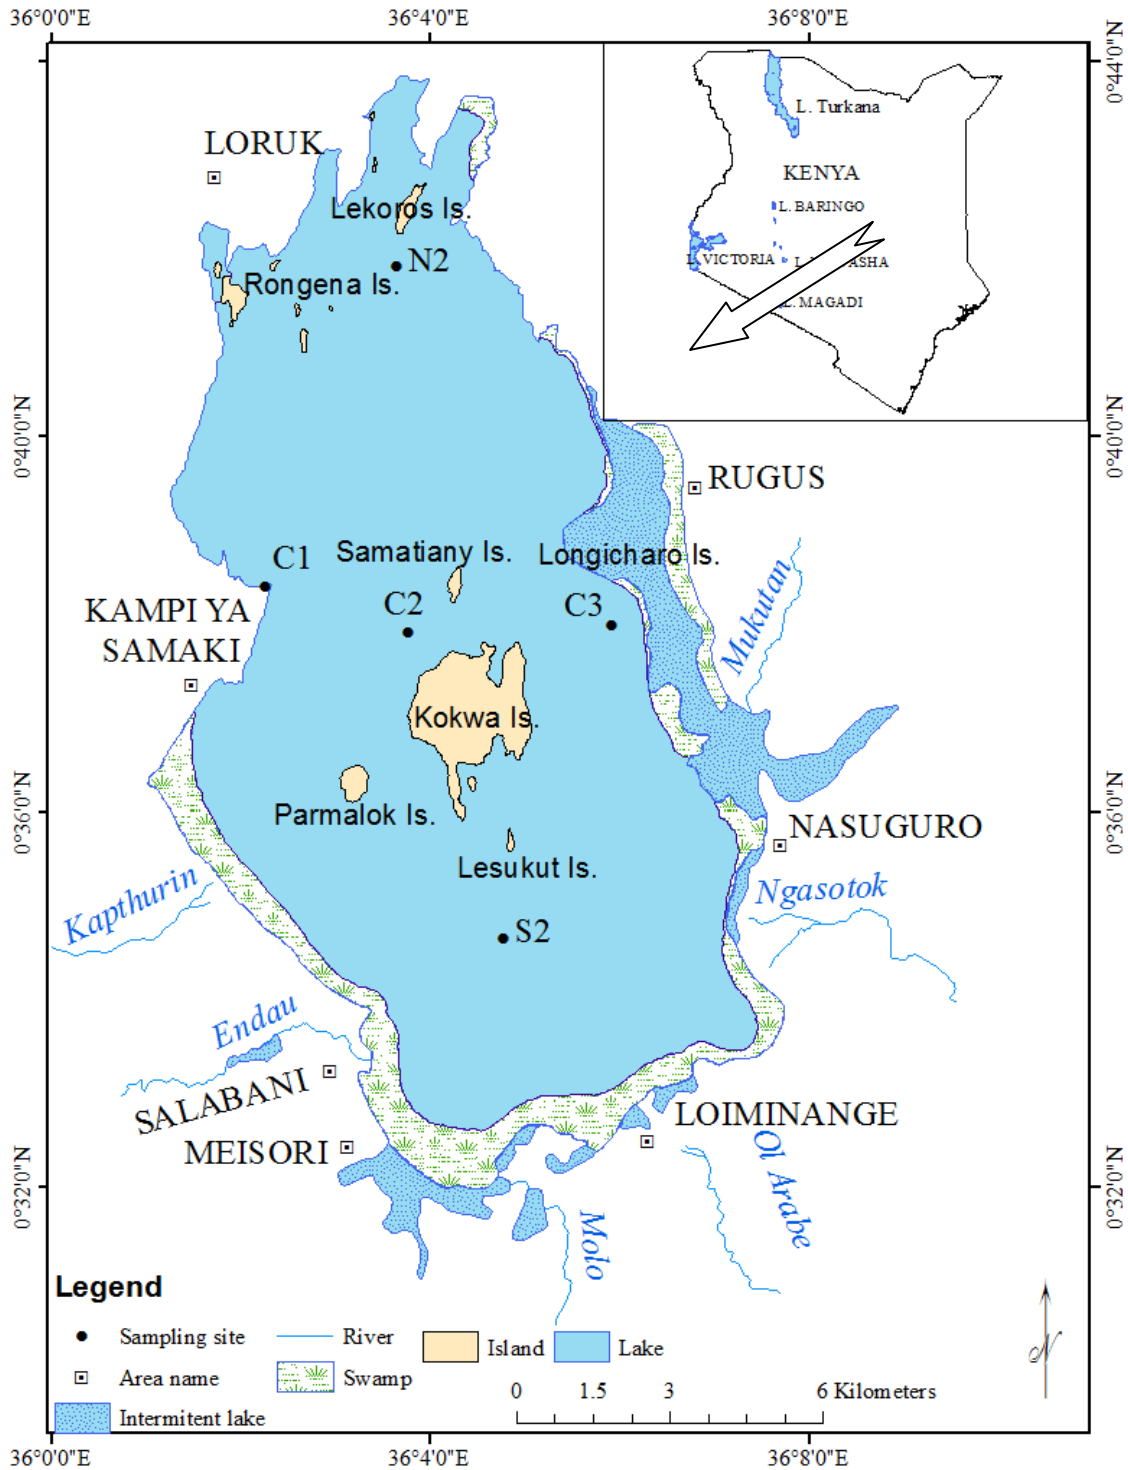 36°0'0"E
36°4'0"E
36°8'0"E
0°44'0"N
L. Turkana
LORUK
KENYA
Lekoros Is.
L. BARINGO
N2
L. VICTORIA
ASHA
Rongena Is.
L. MAGADI
0°40'0"N
0°40'0"N
RUGUS
Samatiany Is.
Longicharo Is.
C1
C2
C3
KAMPI YA
SAMAKI
Mukutan
Kokwa Is.
Parmalok Is.
0°36'0"N
0°36'0"N
NASUGURO
Lesukut Is.
Kapthurin
Ngasotok
S2
Endau
SALABANI
LOIMINANGE
MEISORI
Ol Arabe
0°32'0"N
0°32'0"N
Molo
Legend
Sampling site
River
Island
Lake
Area name
Swamp
Intermitent lake
0 1.5 3 6 Kilometers
N
36°0'0"E
36°4'0"E
36°8'0"E